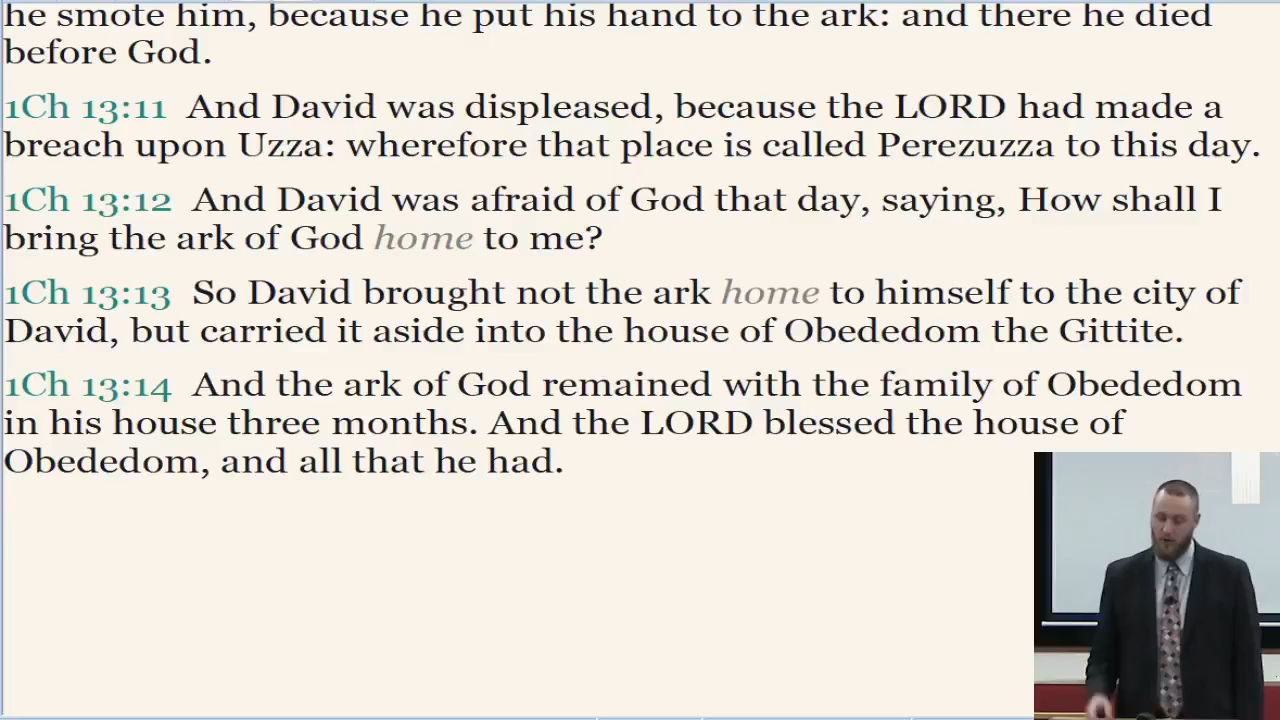 he smote him, because he put his hand to the ark: and there he died
before God.
1Ch 13:11 And David was displeased, because the LORD had made a
breach upon Uzza: wherefore that place is called Perezuzza to this day.
1Ch 13:12 And David was afraid of God that day, saying, How shall I
bring the ark of God home to me?
1Ch 13:13 So David brought not the ark home to himself to the city of
David, but carried it aside into the house of Obededom the Gittite.
1Ch 13:14 And the ark of God remained with the family of Obededom
in his house three months. And the LORD blessed the house of
Obededom, and all that he had.